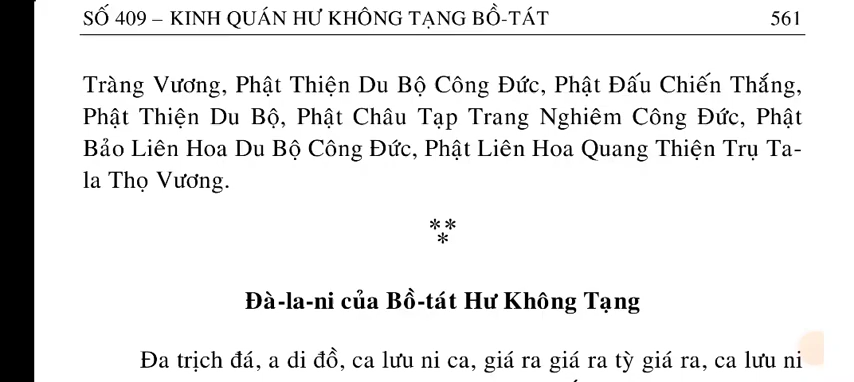 SỐ 409 – KINH QUÁN HƯ KHÔNG TẠNG BỒ-TÁT 561
Tràng Vương, Phật Thiện Du Bộ Công Đức, Phật Đấu Chiến Thắng,
Phật Thiện Du Bộ, Phật Châu Tạp Trang Nghiêm Công Đức, Phật
Bảo Liên Hoa Du Bộ Công Đức, Phật Liên Hoa Quang Thiện Trụ Ta-
la Thọ Vương.
**
*
Đà-la-ni của Bồ-tát Hư Không Tạng
Đa trịch đá, a di đồ, ca lưu ni ca, giá ra giá ra tỳ giá ra, ca lưu ni